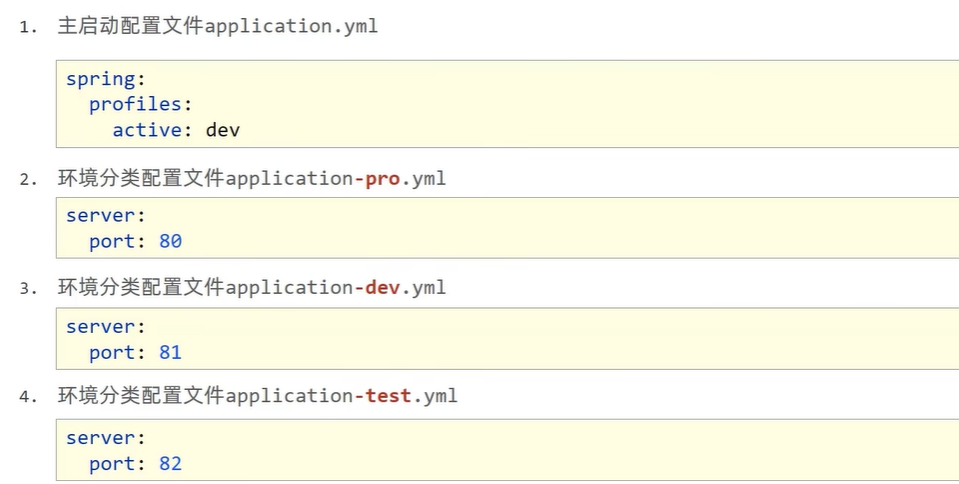 1. 主启动配置文件application.yml
spring:
  profiles:
    active: dev
2. 环境分类配置文件application-pro.yml
server:
  port: 80
3. 环境分类配置文件application-dev.yml
server:
  port: 81
4. 环境分类配置文件application-test.yml
server:
  port: 82